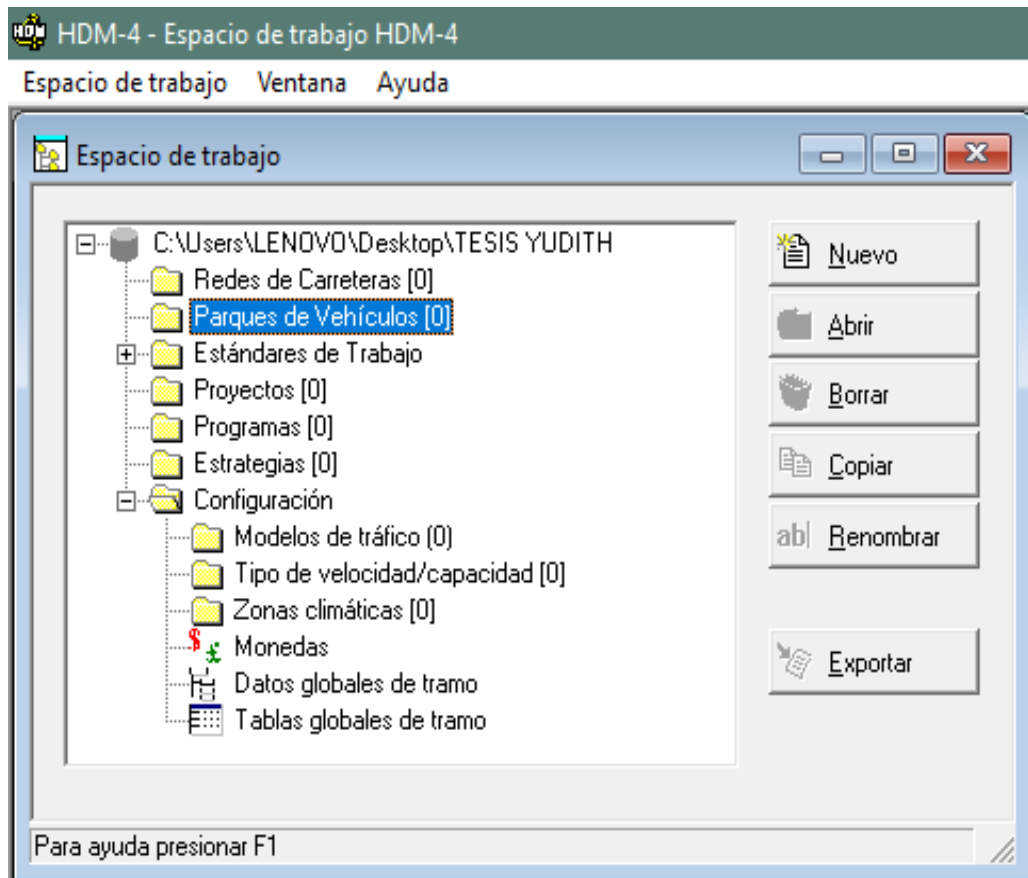 HDM-4 - Espacio de trabajo HDM-4
Espacio de trabajo Ventana Ayuda
Espacio de trabajo
C:\Users\LENOVO\Desktop\TESIS YUDITH
Redes de Carreteras [0]
Parques de Vehículos [0]
Estándares de Trabajo
Proyectos [0]
Programas [0]
Estrategias [0]
Configuración
Modelos de tráfico (0)
Tipo de velocidad/capacidad [0]
Zonas climáticas [0]
Monedas
Datos globales de tramo
Tablas globales de tramo
Nuevo
Abrir
Borrar
Copiar
Renombrar
Exportar
Para ayuda presionar F1